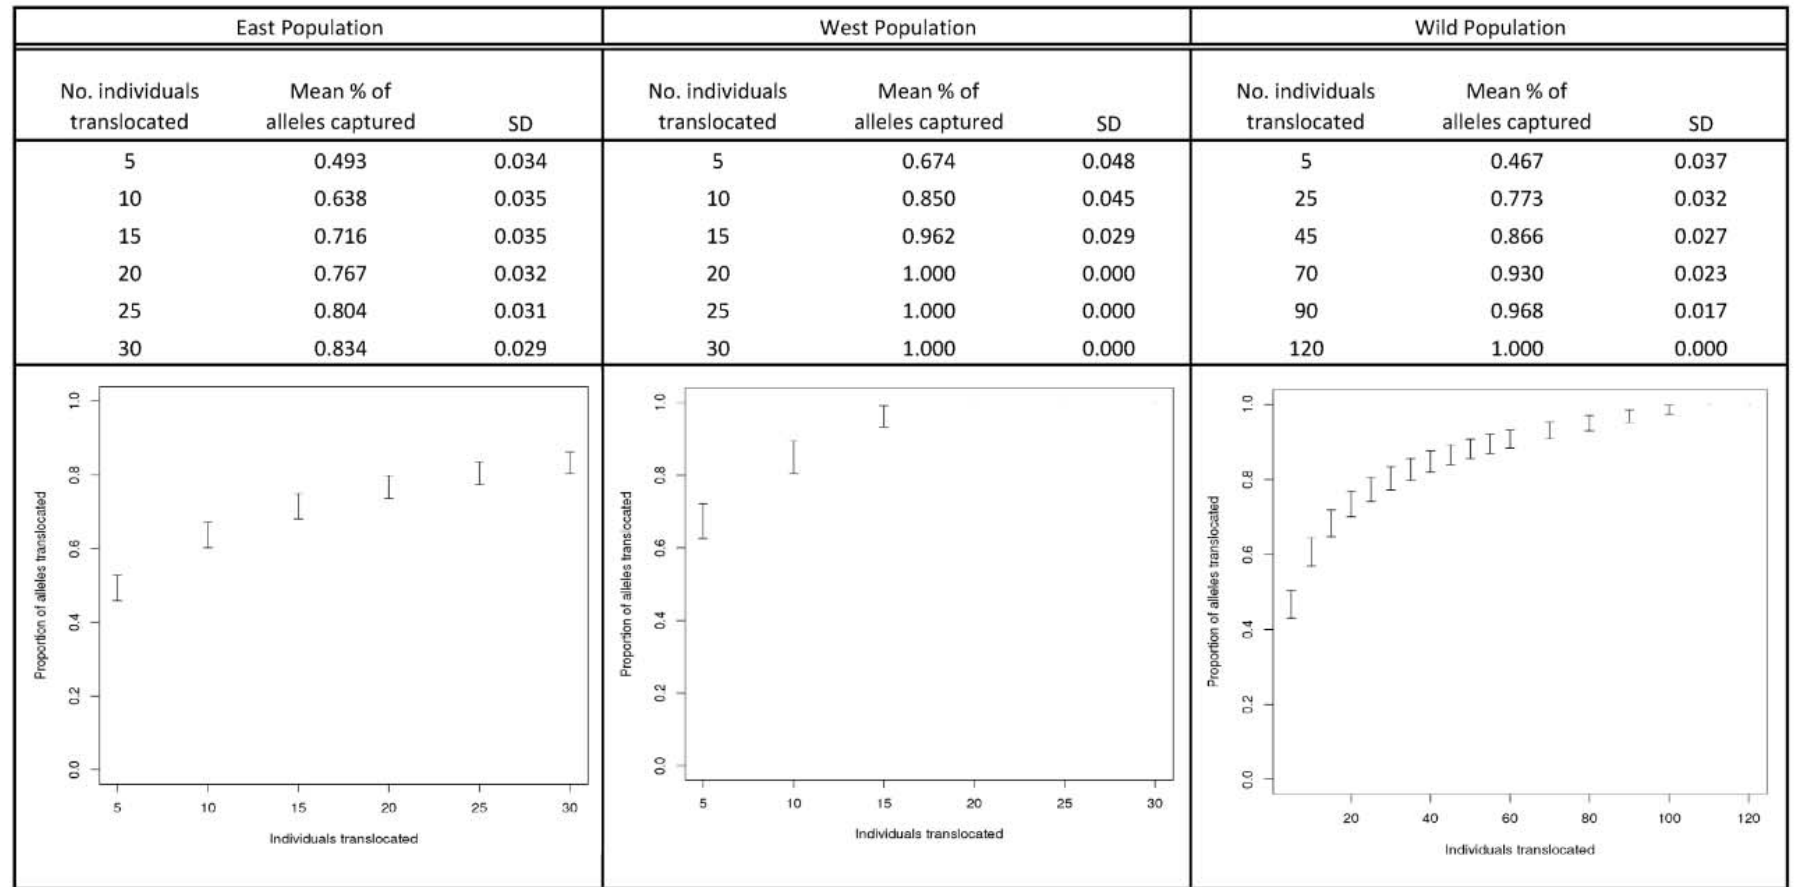 East Population
West Population
Wild Population
No. individuals translocated
Mean % of alleles captured
SD
No. individuals translocated
Mean % of alleles captured
SD
No. individuals translocated
Mean % of alleles captured
SD
5 0.493 0.034 5 0.674 0.048 5 0.467 0.037
10 0.638 0.035 10 0.850 0.045 25 0.773 0.032
15 0.716 0.035 15 0.962 0.029 45 0.866 0.027
20 0.767 0.032 20 1.000 0.000 70 0.930 0.023
25 0.804 0.031 25 1.000 0.000 90 0.968 0.017
30 0.834 0.029 30 1.000 0.000 120 1.000 0.000
Proportion of alleles translocated
1.0
0.8
0.6
0.4
0.2
0.0
5 10 15 20 25 30
Individuals translocated
Proportion of alleles translocated
1.0
0.8
0.6
0.4
0.2
0.0
5 10 15 20 25 30
Individuals translocated
Proportion of alleles translocated
1.0
0.8
0.6
0.4
0.2
0.0
20 40 60 80 100 120
Individuals translocated